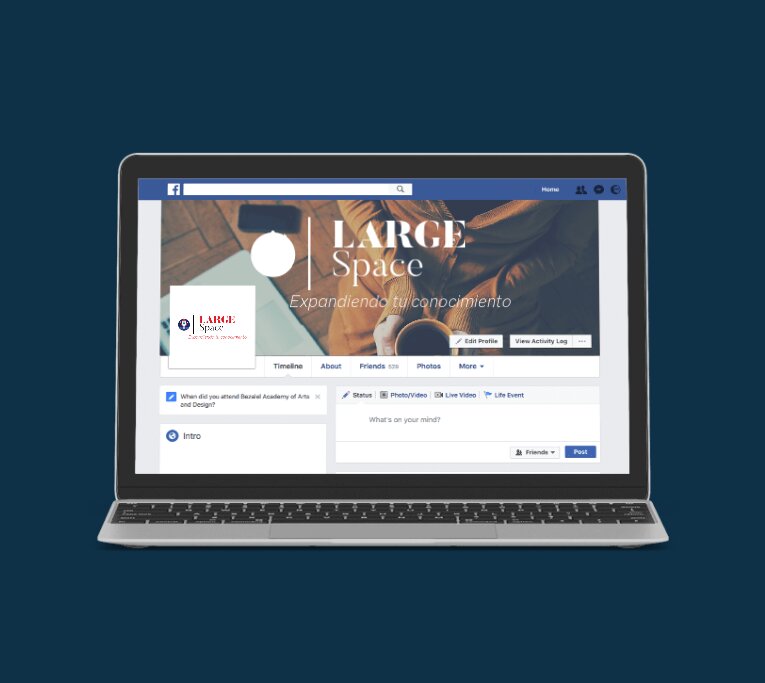 f
Home
LARGE
Space
Expandiendo tu conocimiento
LARGE
Space
Expandiendo tu conocimiento
Edit Profile
View Activity Log
Timeline
About
Friends 526
Photos
More
When did you attend Bezalel Academy of Arts
and Design?
Intro
Status
Photo/Video
Live Video
Life Event
What's on your mind?
Friends
Post